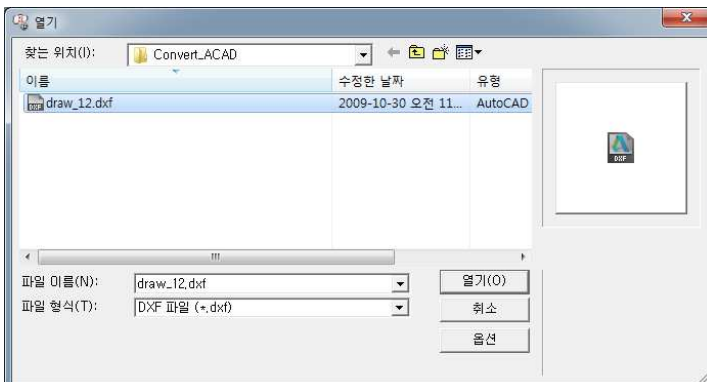 열기
찾는 위치(I): Convert_ACAD
이름 수정한 날짜 유형
draw_12.dxf 2009-10-30 오전 11... AutoCAD
DXF
파일 이름(N): draw_12.dxf 열기(O)
파일 형식(T): DXF 파일 (*.dxf) 취소
옵션